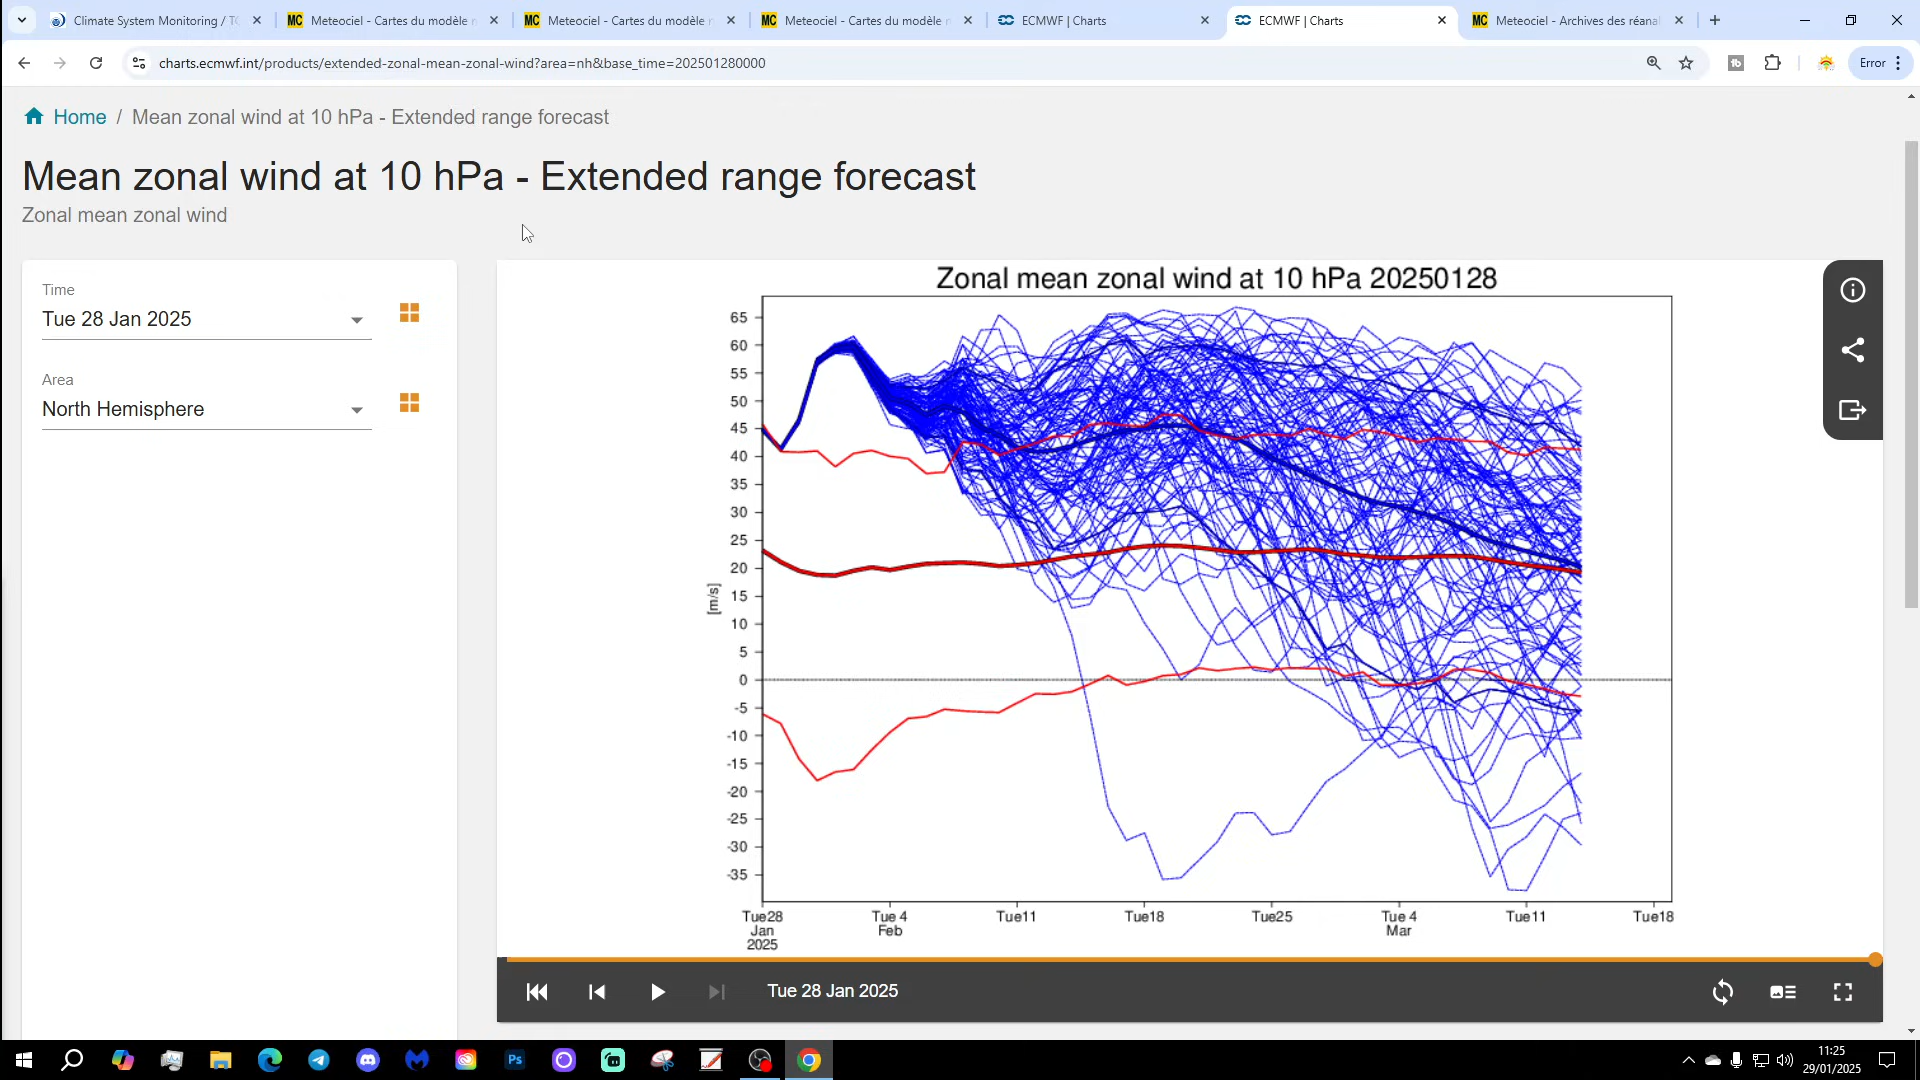 Climate System Monitoring / TC
MC Meteociel - Cartes du modèle n
MC Meteociel - Cartes du modèle n
MC Meteociel - Cartes du modèle n
ECMWF | Charts
ECMWF | Charts
MC Meteociel - Archives des réanal
charts.ecmwf.int/products/extended-zonal-mean-zonal-wind?area=nh&base_time=202501280000
Error
Home / Mean zonal wind at 10 hPa - Extended range forecast
Mean zonal wind at 10 hPa - Extended range forecast
Zonal mean zonal wind
Time
Tue 28 Jan 2025
Area
North Hemisphere
Zonal mean zonal wind at 10 hPa 20250128
65
60
55
50
45
40
35
30
25
20
15
10
5
0
-5
-10
-15
-20
-25
-30
-35
[m/s]
Tue28 Tue 4 Tue11 Tue18 Tue25 Tue 4 Tue11 Tue18
Jan Feb Mar
2025
Tue 28 Jan 2025
Ps
11:25
29/01/2025